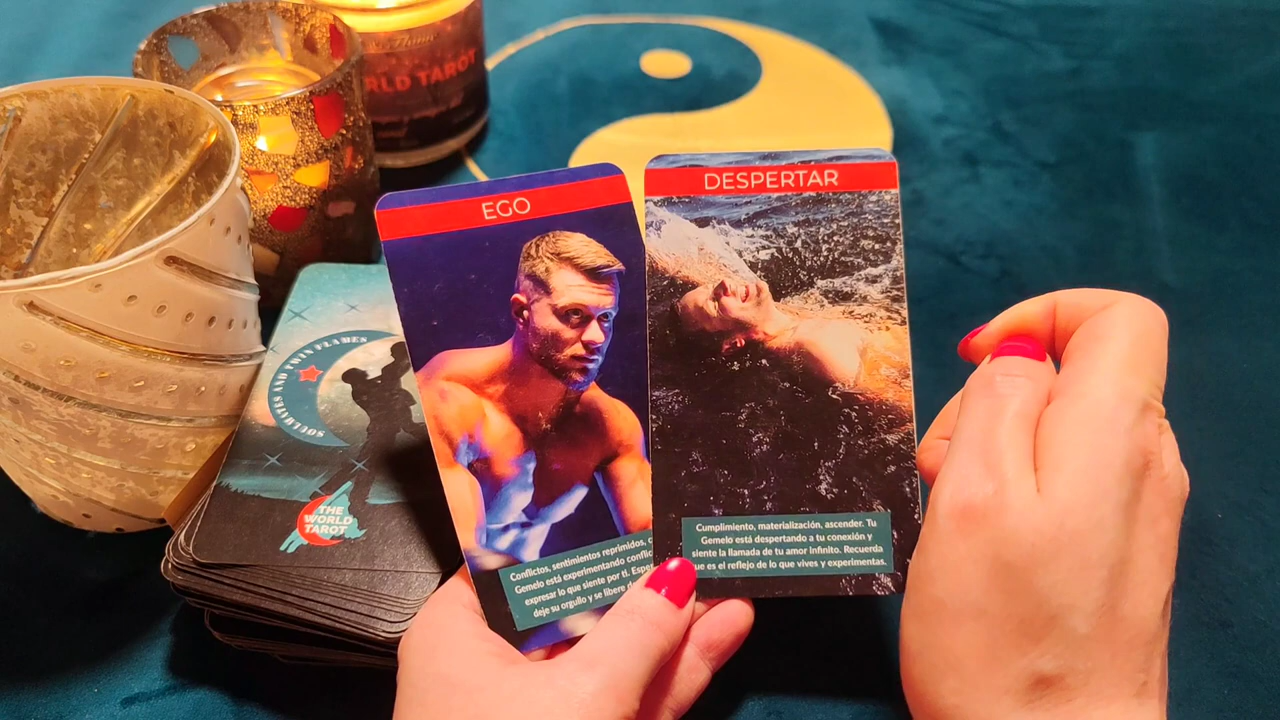 RLD TAROT
EGO
DESPERTAR
SOULMATES AND TWIN FLAMES
THE
WORLD
TAROT
Conflictos, sentimientos reprimidos,
Gemelo está experimentando
expresar lo que siente por ti.
deje su orgullo y se libere
Cumplimiento, materialización, ascender. Tu
Gemelo está despertando a tu conexión y
siente la llamada de tu amor infinito. Recuerda
ue es el reflejo de lo que vives y experimentas.